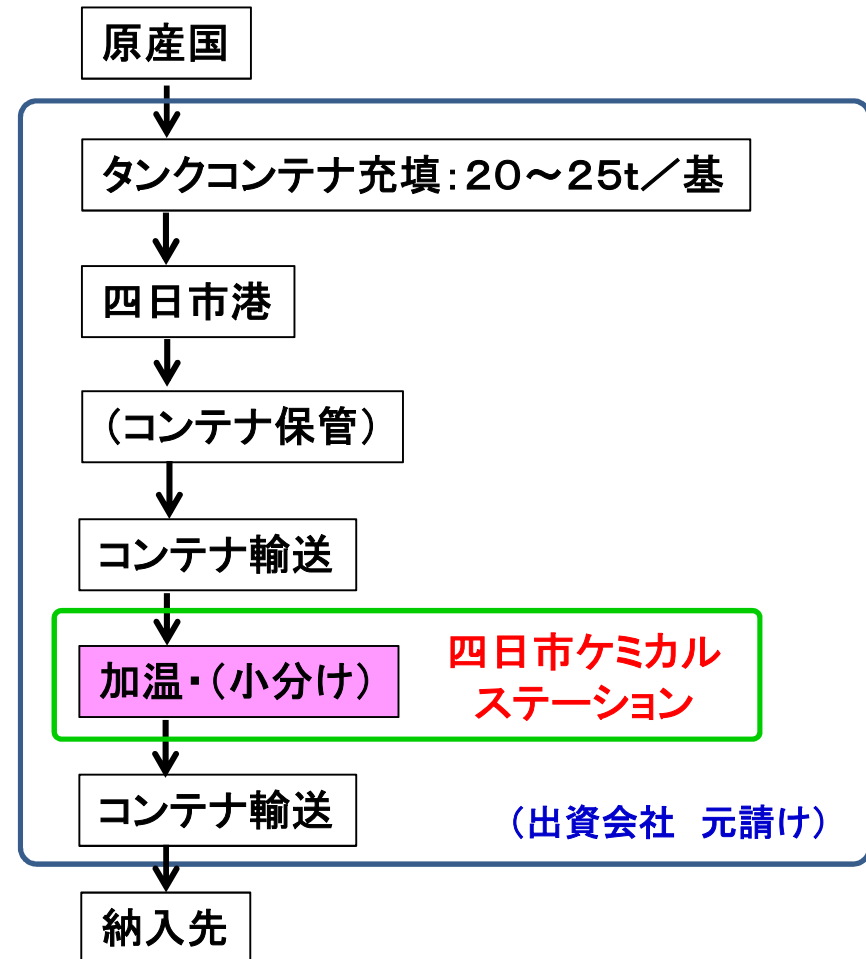 原産国
タンクコンテナ充填：２０～２５ｔ／基
四日市港
（コンテナ保管）
コンテナ輸送
加温・（小分け）
四日市ケミカル
ステーション
コンテナ輸送
（出資会社　元請け）
納入先